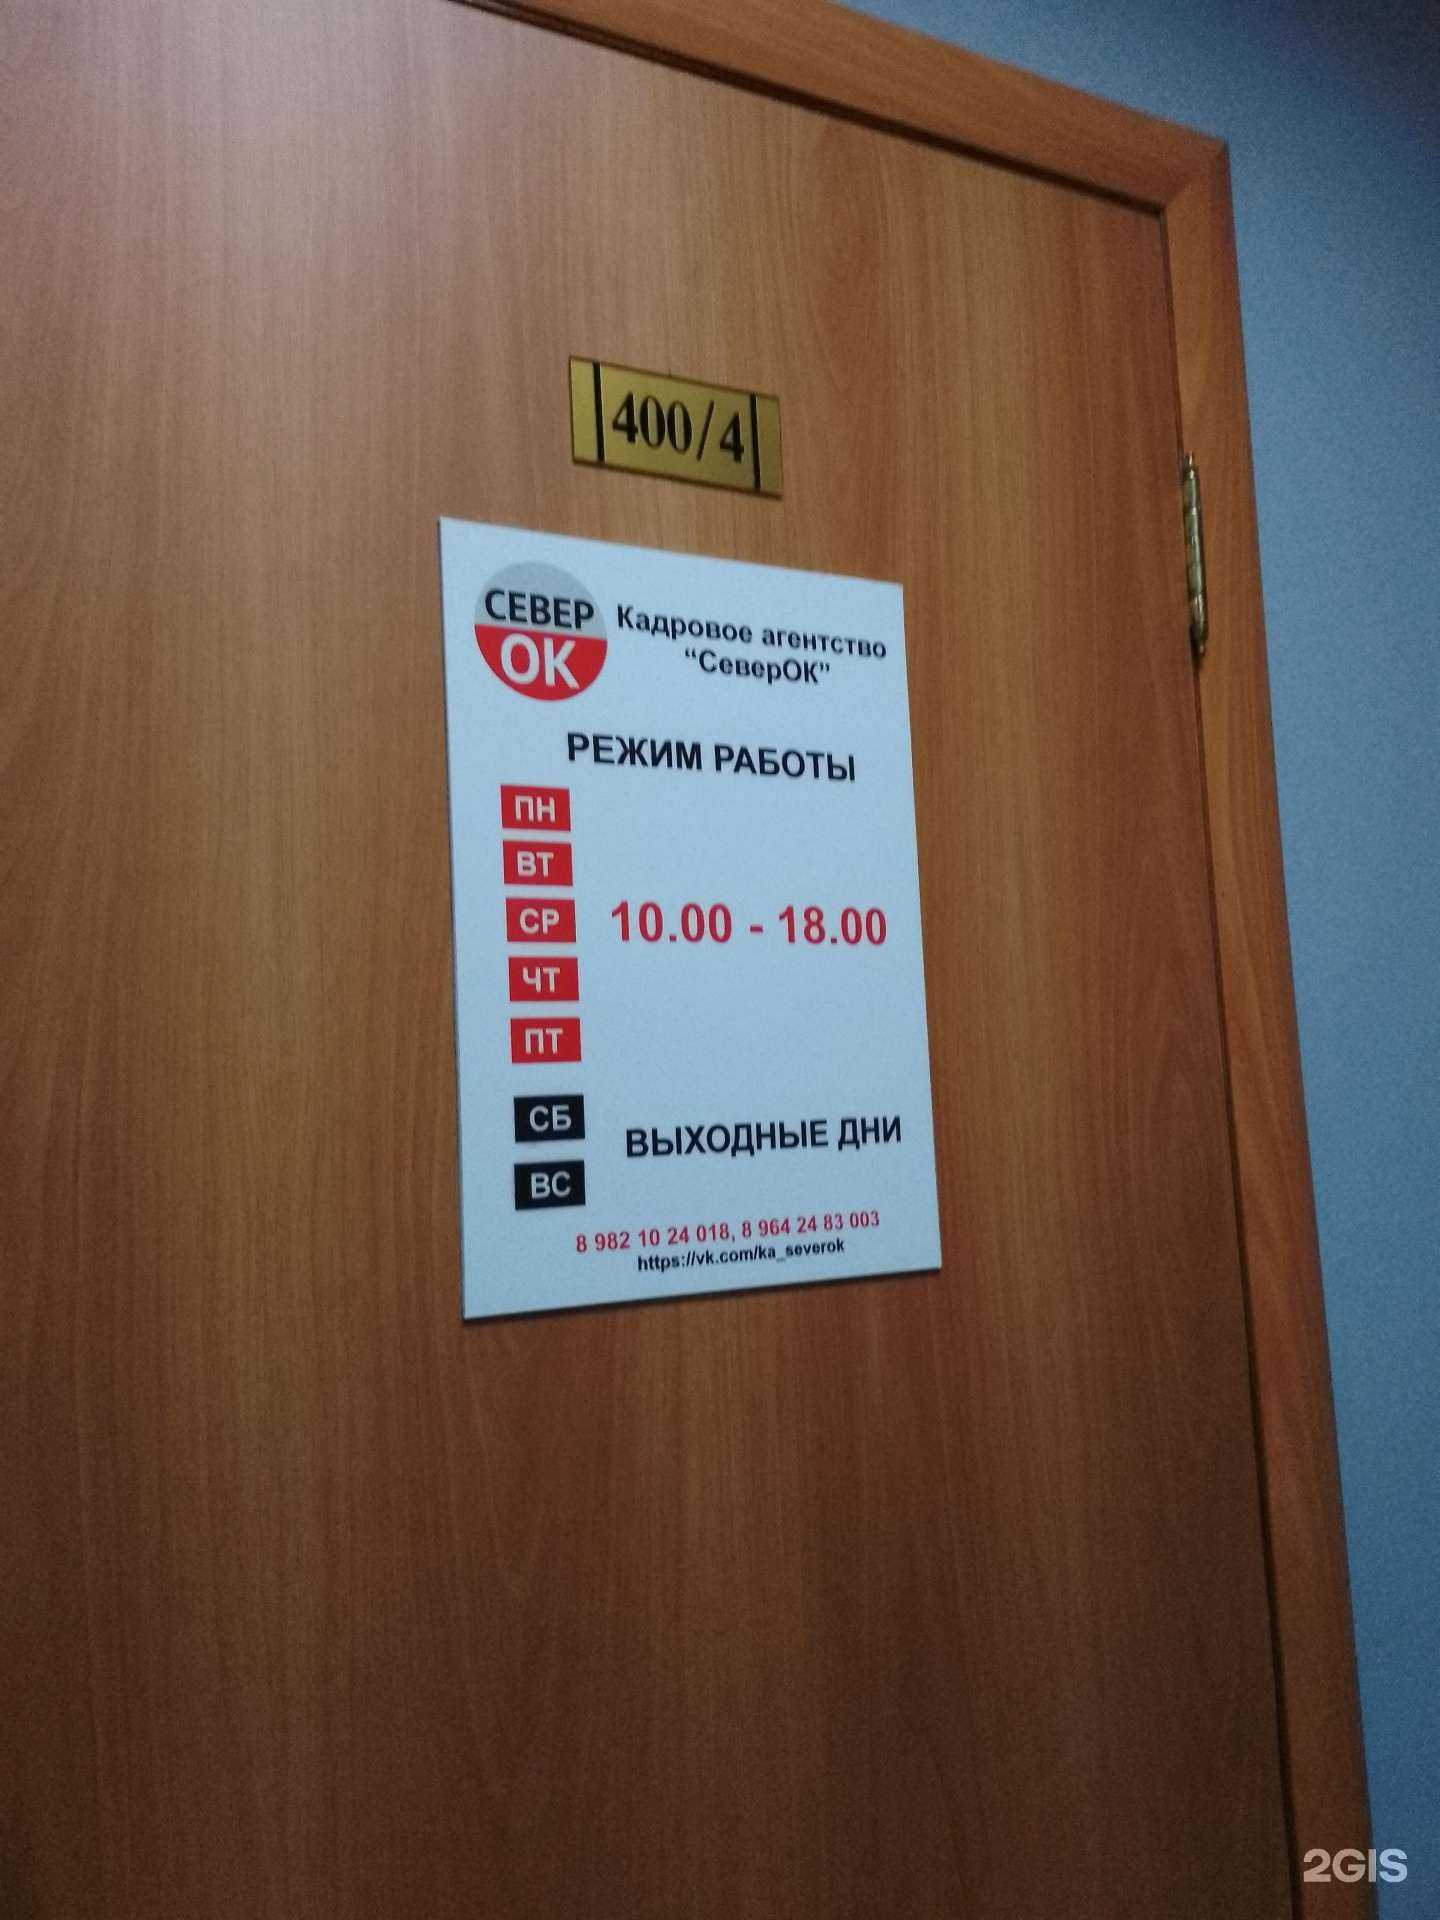 400/4
СЕВЕР
ОК
Кадровое агентство
“СеверОК”
РЕЖИМ РАБОТЫ
ПН
ВТ
СР
10.00 - 18.00
ЧТ
ПТ
СБ
ВЫХОДНЫЕ ДНИ
ВС
8 982 10 24 018, 8 964 24 83 003
https://vk.com/ka_severok
2GIS